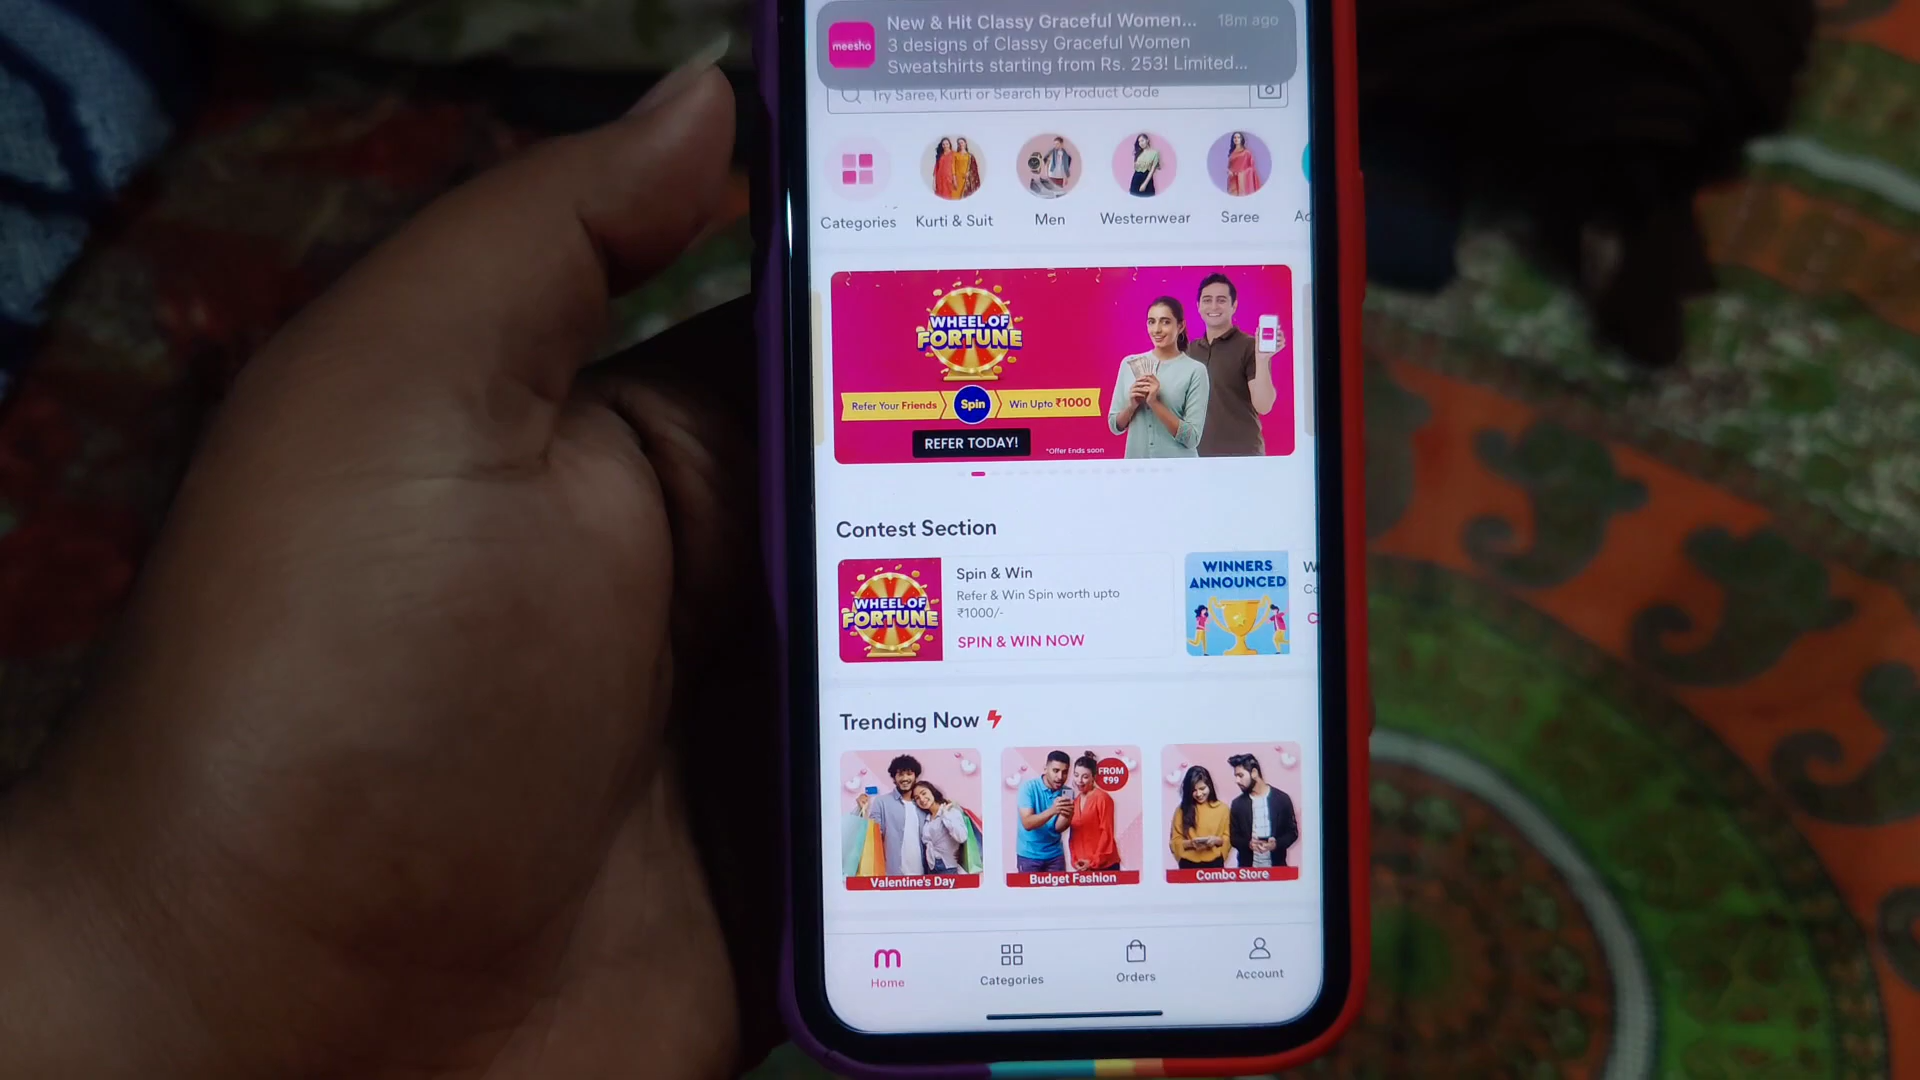 meesho
New & Hit Classy Graceful Women...
18m ago
3 designs of Classy Graceful Women
Sweatshirts starting from Rs. 253! Limited...
Try Saree, Kurti or Search by Product Code
Categories
Kurti & Suit
Men
Westernwear
Saree
WHEEL OF
FORTUNE
Refer Your Friends
Spin
Win Upto ₹1000
REFER TODAY!
*Offer Ends soon
Contest Section
WHEEL OF
FORTUNE
Spin & Win
Refer & Win Spin worth upto
₹1000/-
SPIN & WIN NOW
WINNERS
ANNOUNCED
Trending Now
Valentine's Day
FROM
₹99
Budget Fashion
Combo Store
m
Home
Categories
Orders
Account